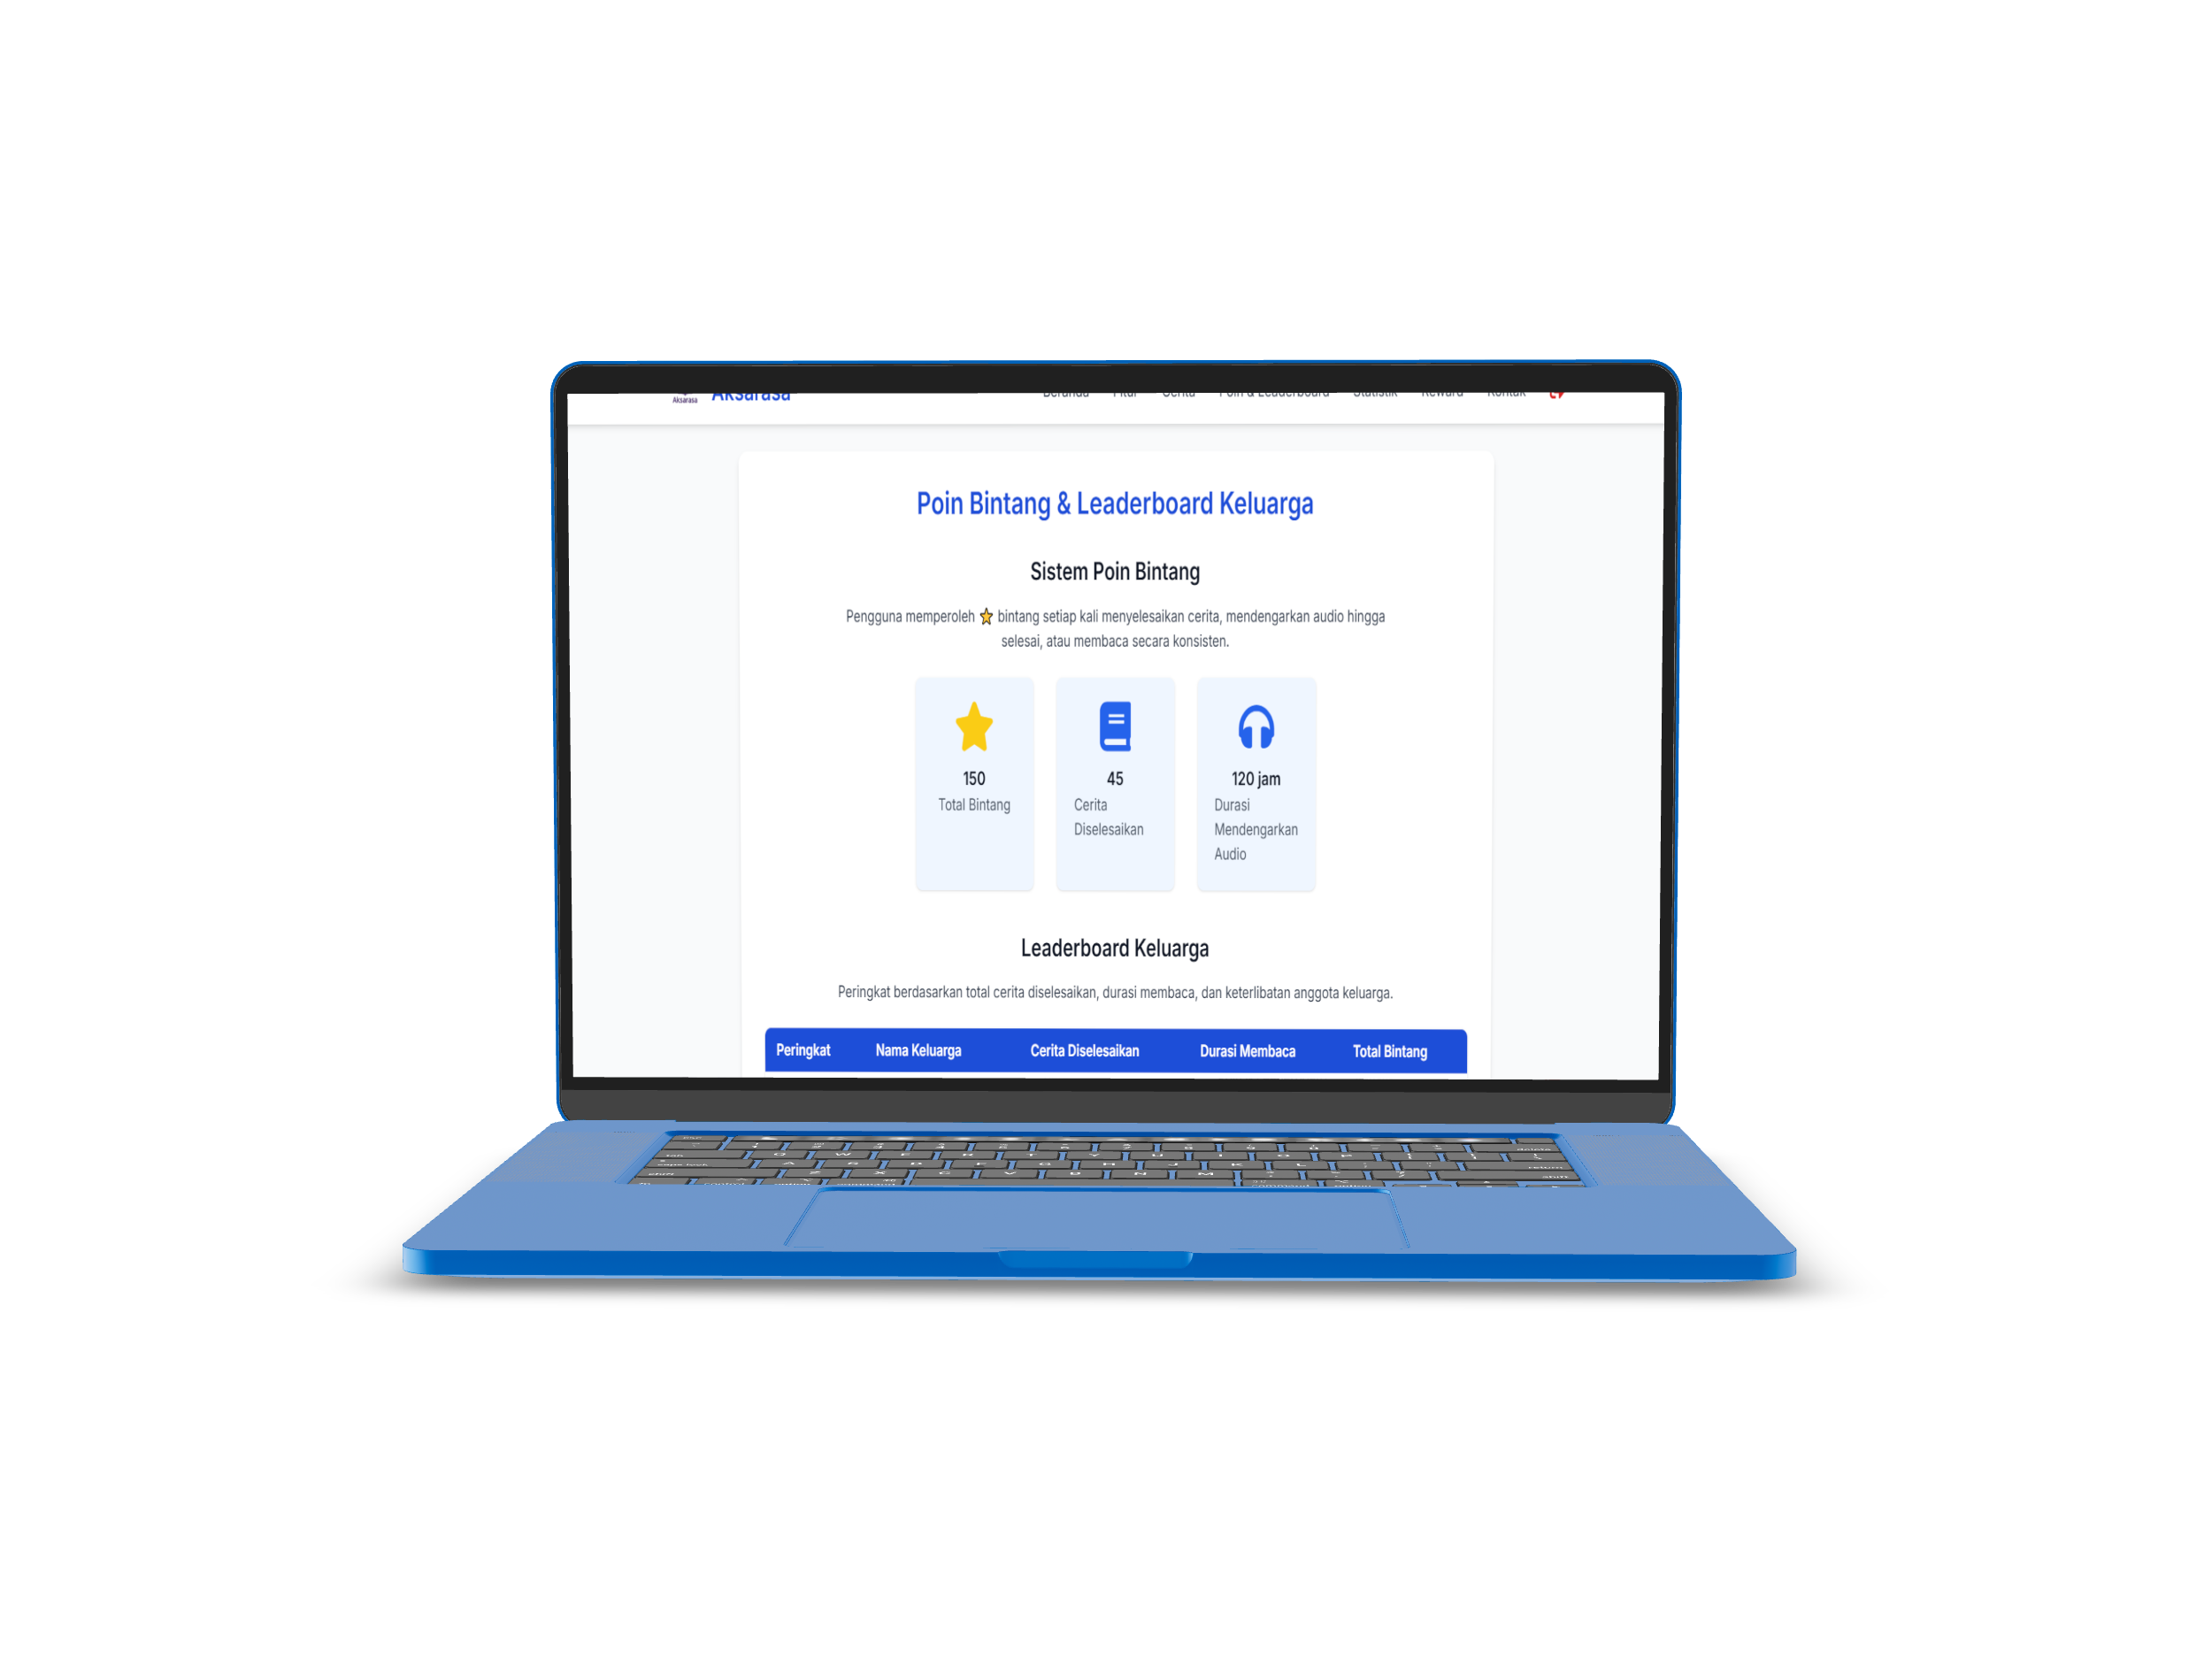 Aksarasa Aksarasa Beranda Fitur Cerita Poin & Leaderboard Statistik Reward Kontak
Poin Bintang & Leaderboard Keluarga
Sistem Poin Bintang
Pengguna memperoleh ⭐ bintang setiap kali menyelesaikan cerita, mendengarkan audio hingga
selesai, atau membaca secara konsisten.
150
Total Bintang
45
Cerita
Diselesaikan
120 jam
Durasi
Mendengarkan
Audio
Leaderboard Keluarga
Peringkat berdasarkan total cerita diselesaikan, durasi membaca, dan keterlibatan anggota keluarga.
Peringkat Nama Keluarga Cerita Diselesaikan Durasi Membaca Total Bintang